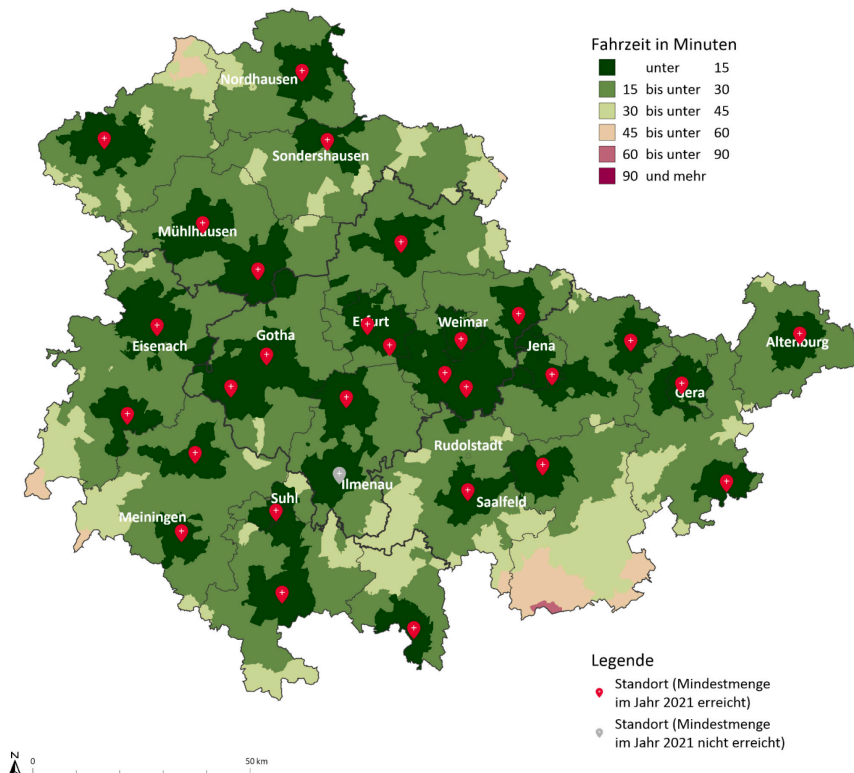 Fahrzeit in Minuten
unter 15
15 bis unter 30
30 bis unter 45
45 bis unter 60
60 bis unter 90
90 und mehr
Nordhausen
Sondershausen
Mühlhausen
Erfurt
Weimar
Gotha
Eisenach
Jena
Altenburg
Gera
Rudolstadt
Ilmenau
Suhl
Saalfeld
Meiningen
Legende
Standort (Mindestmenge
im Jahr 2021 erreicht)
Standort (Mindestmenge
im Jahr 2021 nicht erreicht)
N
0 50 km